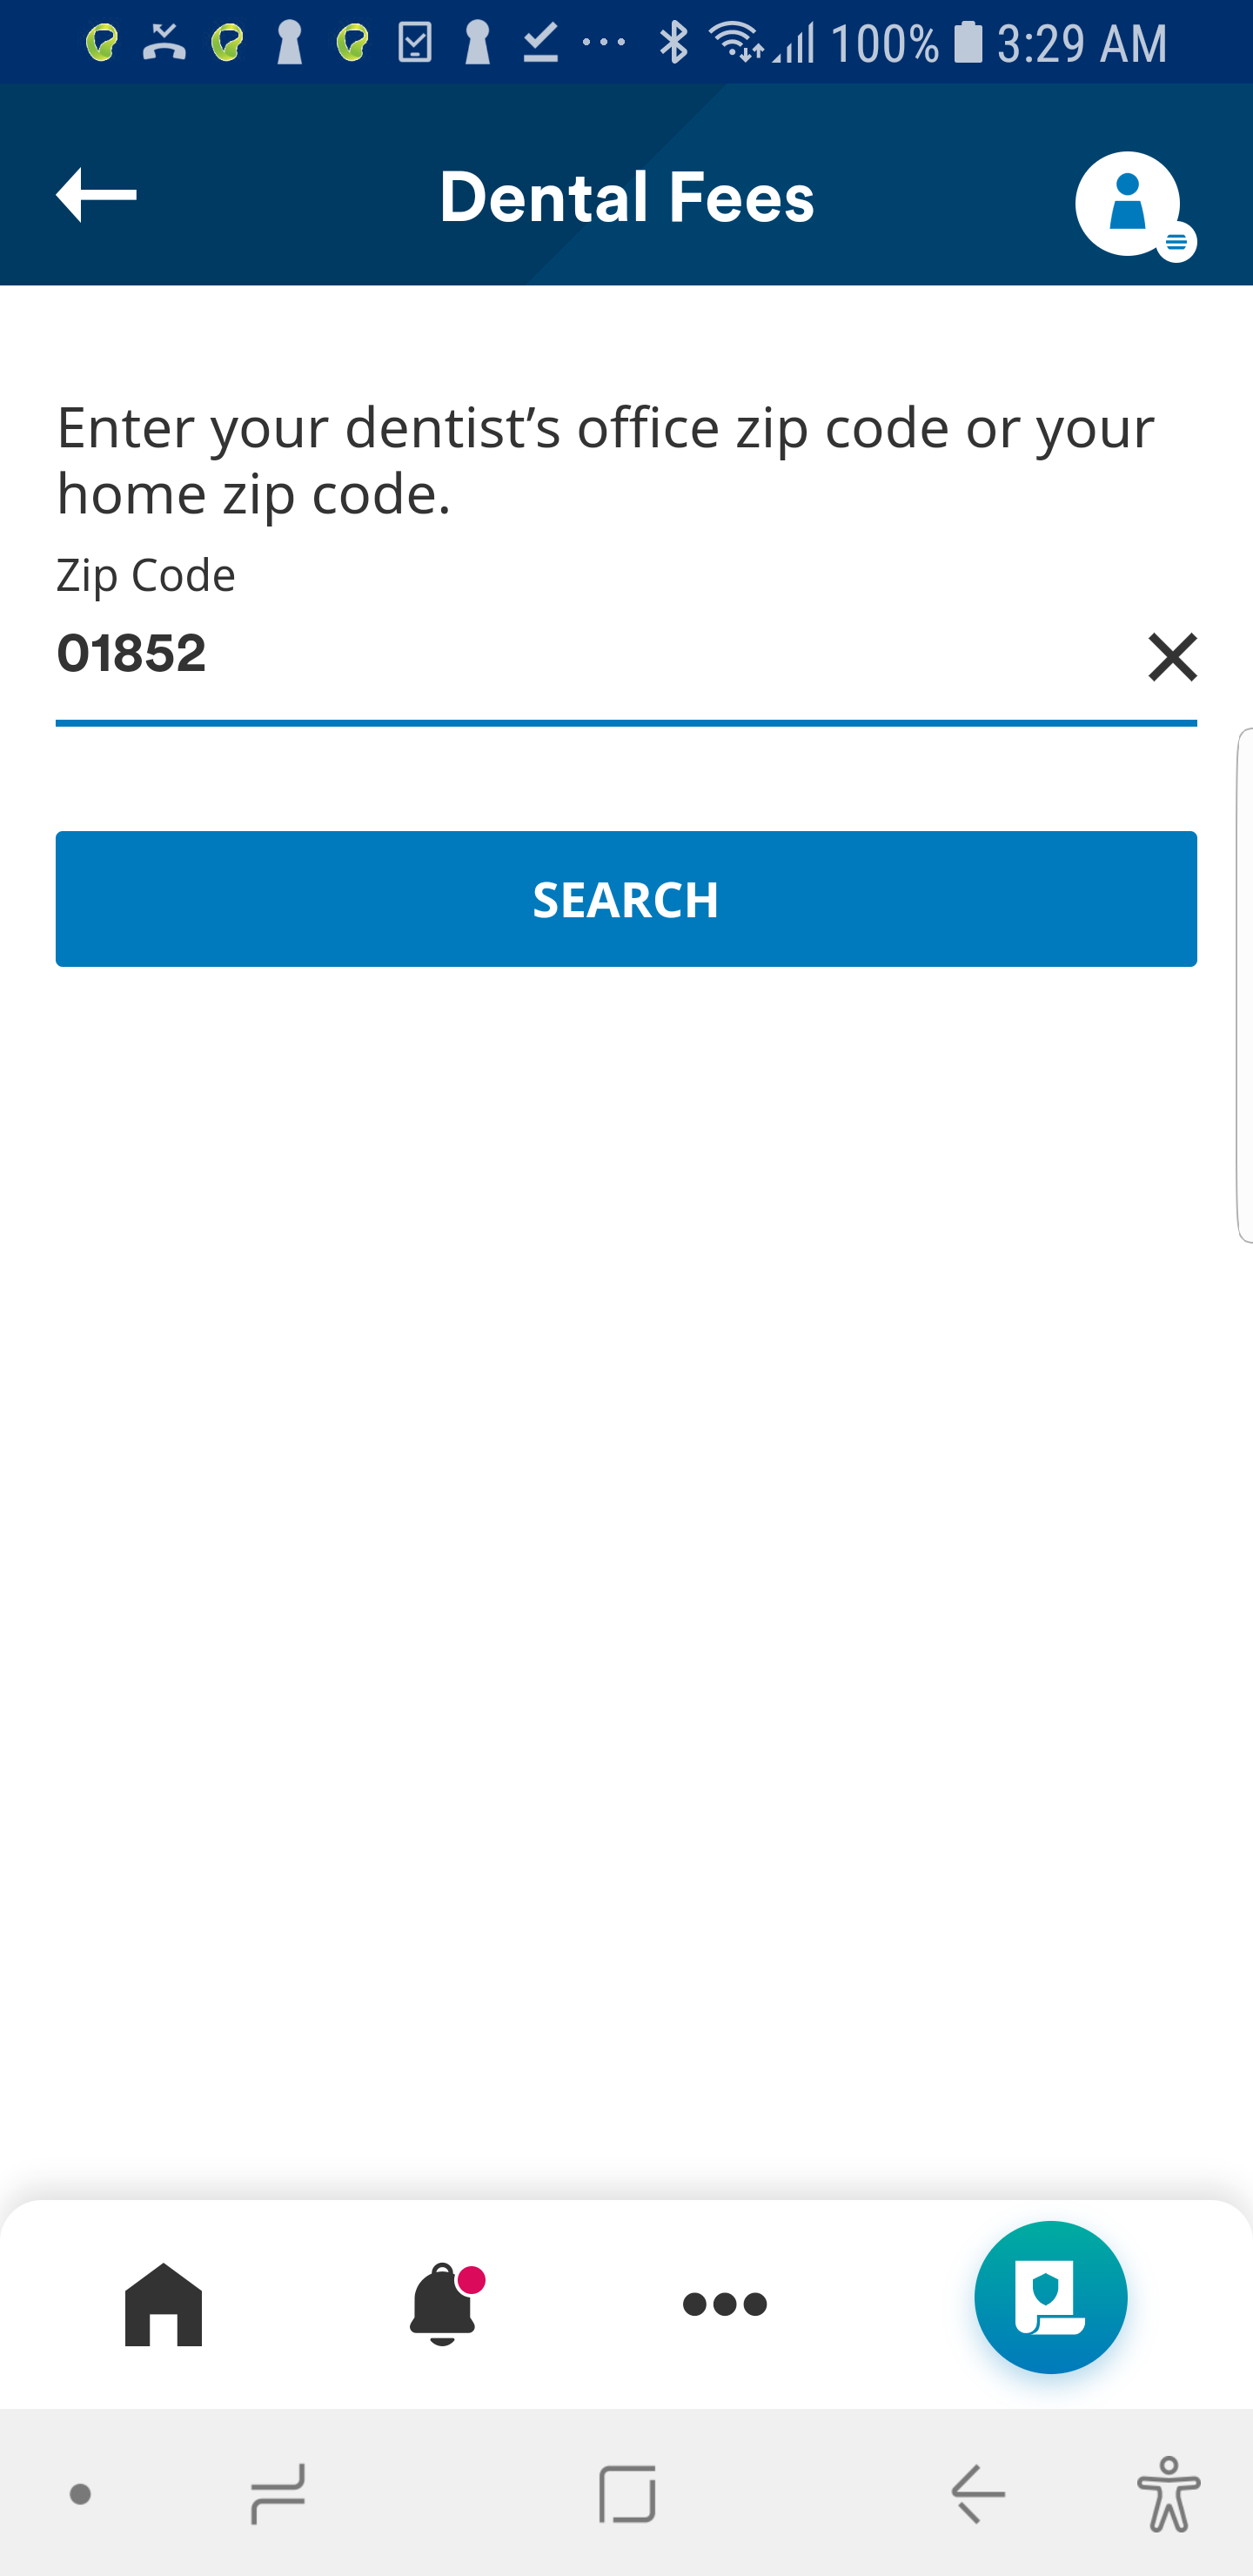 100% 3:29 AM
Dental Fees
Enter your dentist’s office zip code or your
home zip code.
Zip Code
01852
SEARCH